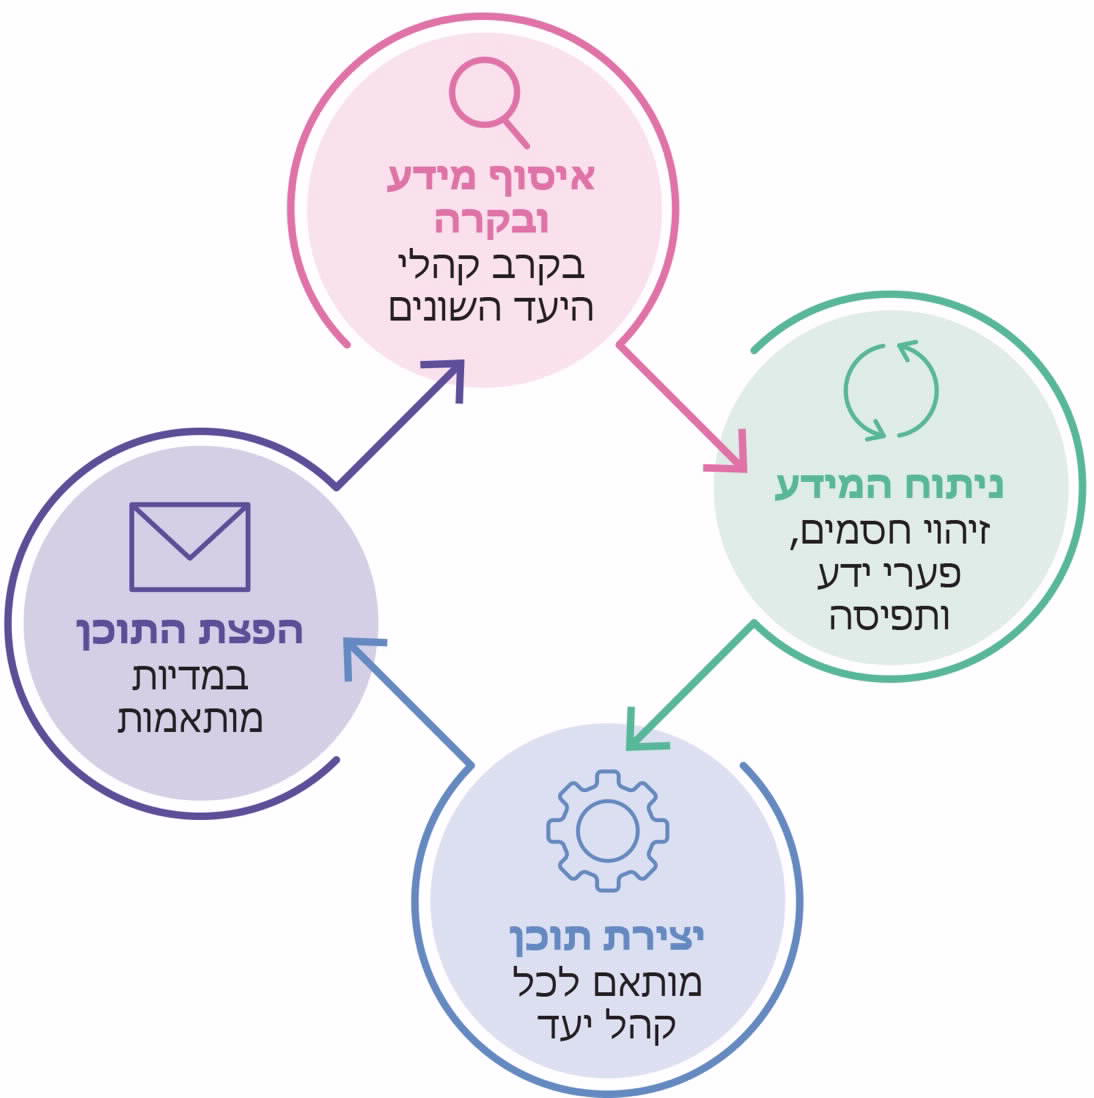 איסוף מידע
ובקרה
בקרב קהלי
היעד השונים
ניתוח המידע
זיהוי חסמים,
פערי ידע
ותפיסה
יצירת תוכן
מותאם לכל
קהל יעד
הפצת התוכן
במדיות
מותאמות